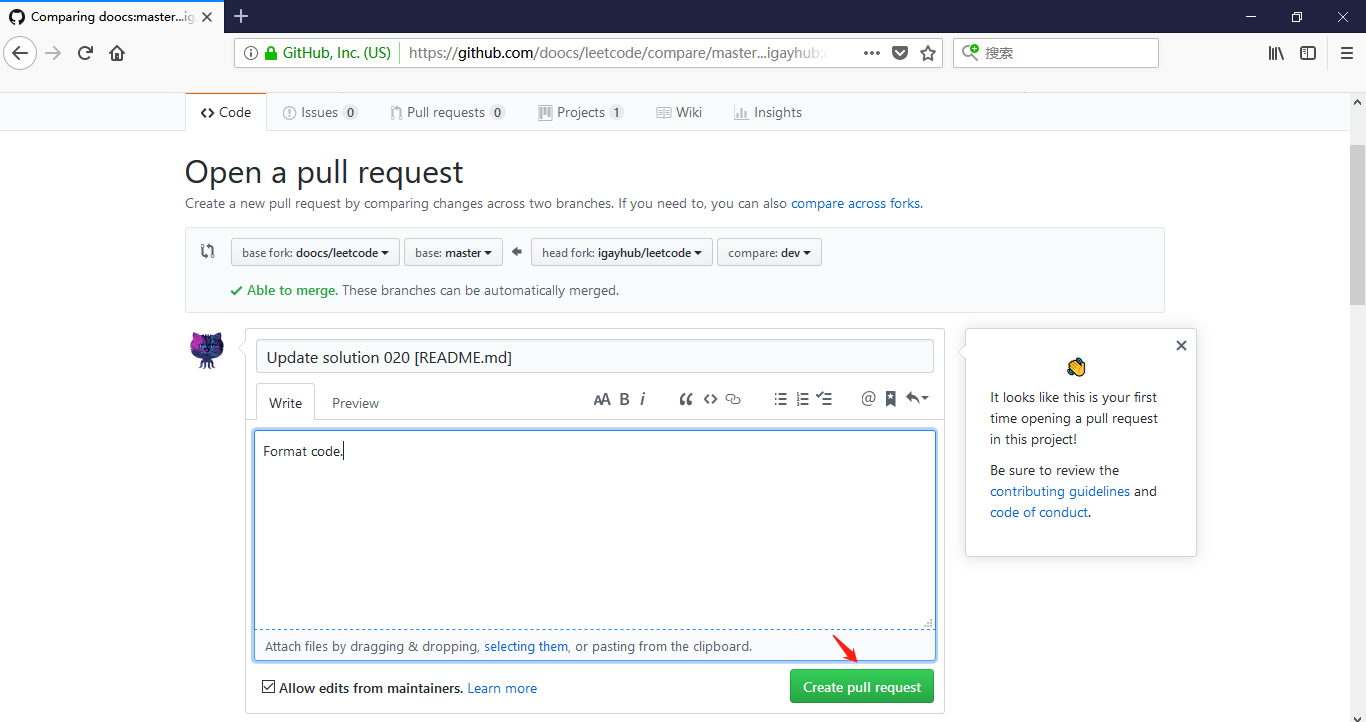 Comparing doocs:master...ig
GitHub, Inc. (US)
https://github.com/doocs/leetcode/compare/master...igayhub:
搜索
Code
Issues 0
Pull requests 0
Projects 1
Wiki
Insights
Open a pull request
Create a new pull request by comparing changes across two branches. If you need to, you can also compare across forks.
base fork: doocs/leetcode
base: master
head fork: igayhub/leetcode
compare: dev
Able to merge. These branches can be automatically merged.
Update solution 020 [README.md]
Write
Preview
AA B i
Format code.
Attach files by dragging & dropping, selecting them, or pasting from the clipboard.
Allow edits from maintainers. Learn more
Create pull request
It looks like this is your first
time opening a pull request
in this project!
Be sure to review the
contributing guidelines and
code of conduct.